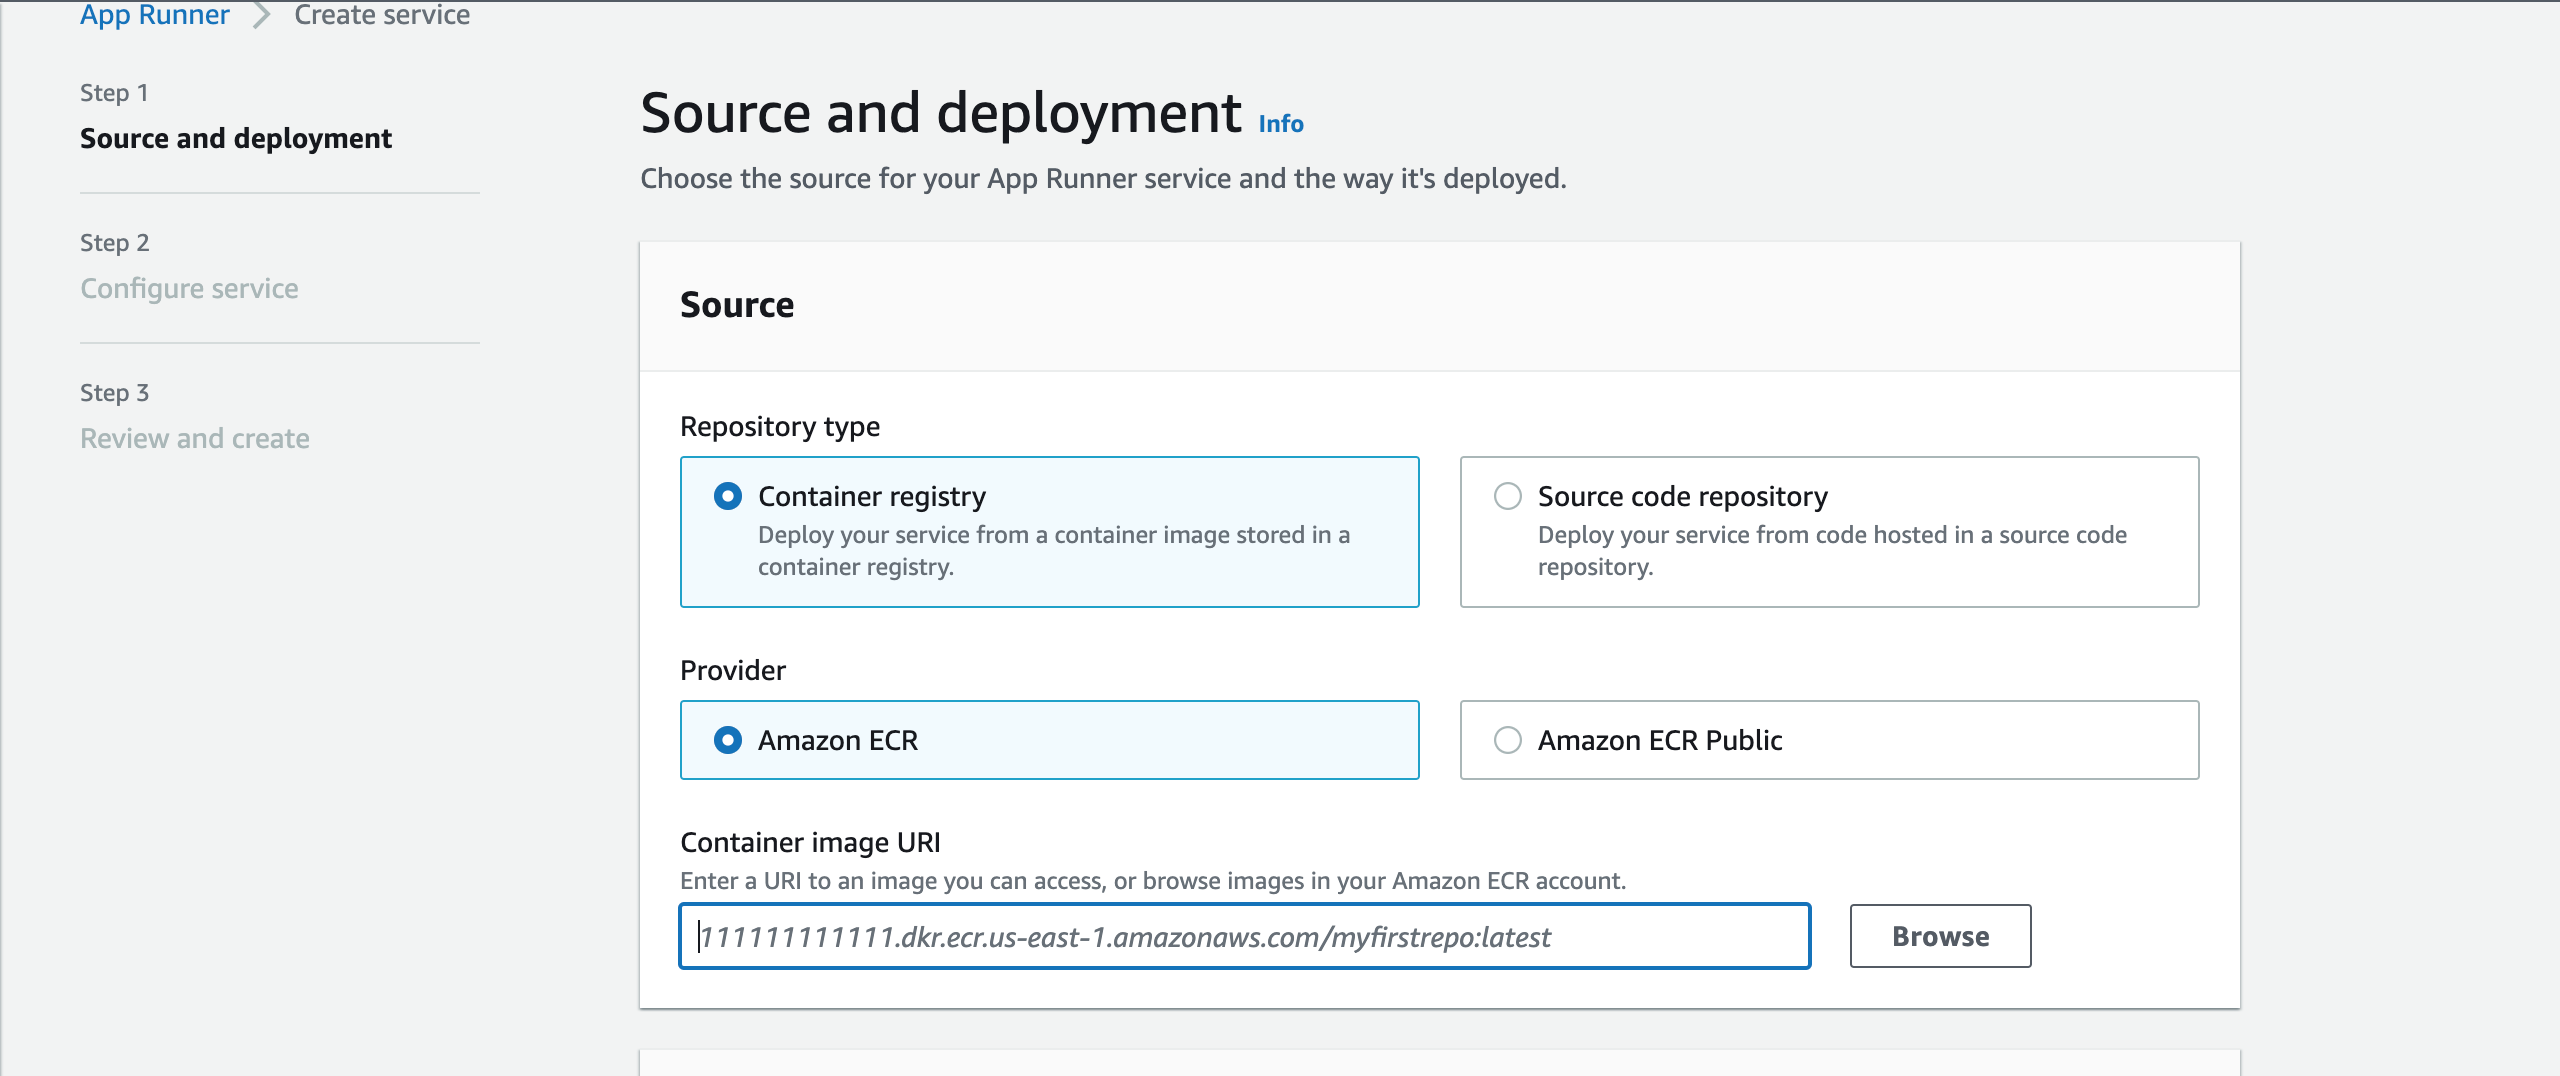 App Runner > Create service
Step 1
Source and deployment
Step 2
Configure service
Step 3
Review and create
Source and deployment Info
Choose the source for your App Runner service and the way it's deployed.
Source
Repository type
Container registry
Deploy your service from a container image stored in a
container registry.
Source code repository
Deploy your service from code hosted in a source code
repository.
Provider
Amazon ECR
Amazon ECR Public
Container image URI
Enter a URI to an image you can access, or browse images in your Amazon ECR account.
111111111111.dkr.ecr.us-east-1.amazonaws.com/myfirstrepo:latest
Browse